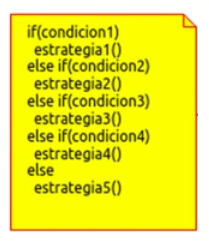 if(condicion1)
estrategia1()
else if(condicion2)
estrategia2()
else if(condicion3)
estrategia3()
else if(condicion4)
estrategia4()
else
estrategia5()